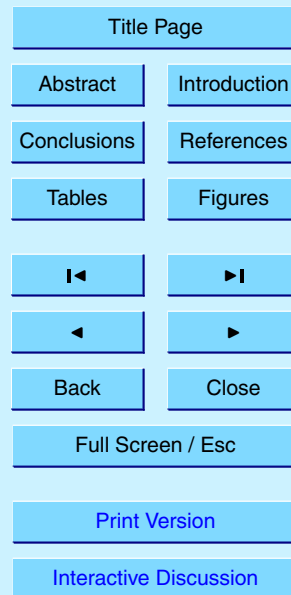 Title Page
Abstract Introduction
Conclusions References
Tables Figures
Back Close
Full Screen / Esc
Print Version
Interactive Discussion